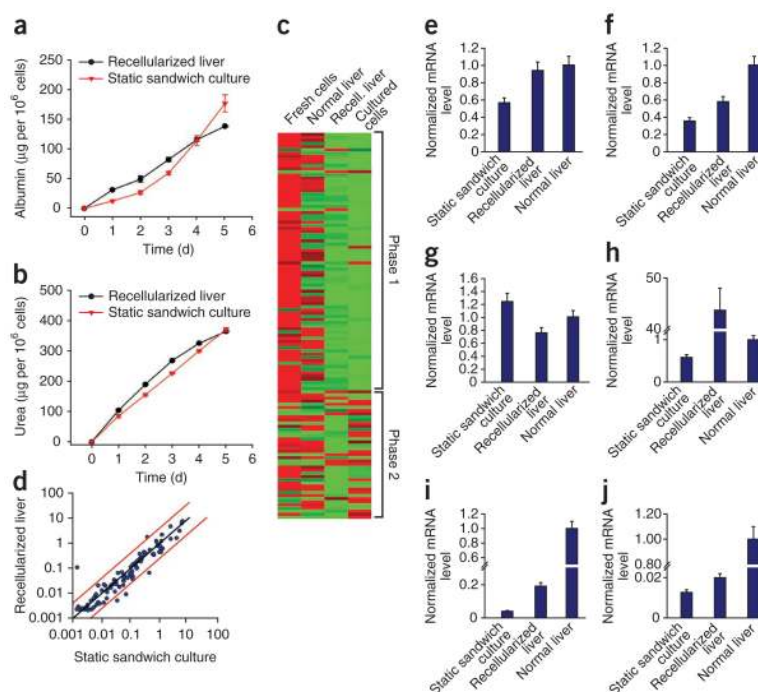 a
Recellularized liver
Static sandwich culture
250
200
150
100
50
0
Albumin (µg per 10⁶ cells)
0 1 2 3 4 5 6
Time (d)
b
Recellularized liver
Static sandwich culture
500
400
300
200
100
0
Urea (µg per 10⁶ cells)
0 1 2 3 4 5 6
Time (d)
c
Fresh cells
Normal liver
Recell. liver
Cultured cells
Phase 1
Phase 2
d
Recellularized liver
100
10
1
0.1
0.01
0.001
0.001 0.01 0.1 1 10 100
Static sandwich culture
e
Normalized mRNA level
1.2
1.0
0.8
0.6
0.4
0.2
0
Static sandwich culture
Recellularized liver
Normal liver
f
Normalized mRNA level
1.2
1.0
0.8
0.6
0.4
0.2
0
Static sandwich culture
Recellularized liver
Normal liver
g
Normalized mRNA level
1.6
1.4
1.2
1.0
0.8
0.6
0.4
0.2
0
Static sandwich culture
Recellularized liver
Normal liver
h
Normalized mRNA level
50
40
1
0
Static sandwich culture
Recellularized liver
Normal liver
i
Normalized mRNA level
1.2
1.0
0.8
0.6
0.2
0
Static sandwich culture
Recellularized liver
Normal liver
j
Normalized mRNA level
1.20
1.00
0.80
0.02
0
Static sandwich culture
Recellularized liver
Normal liver